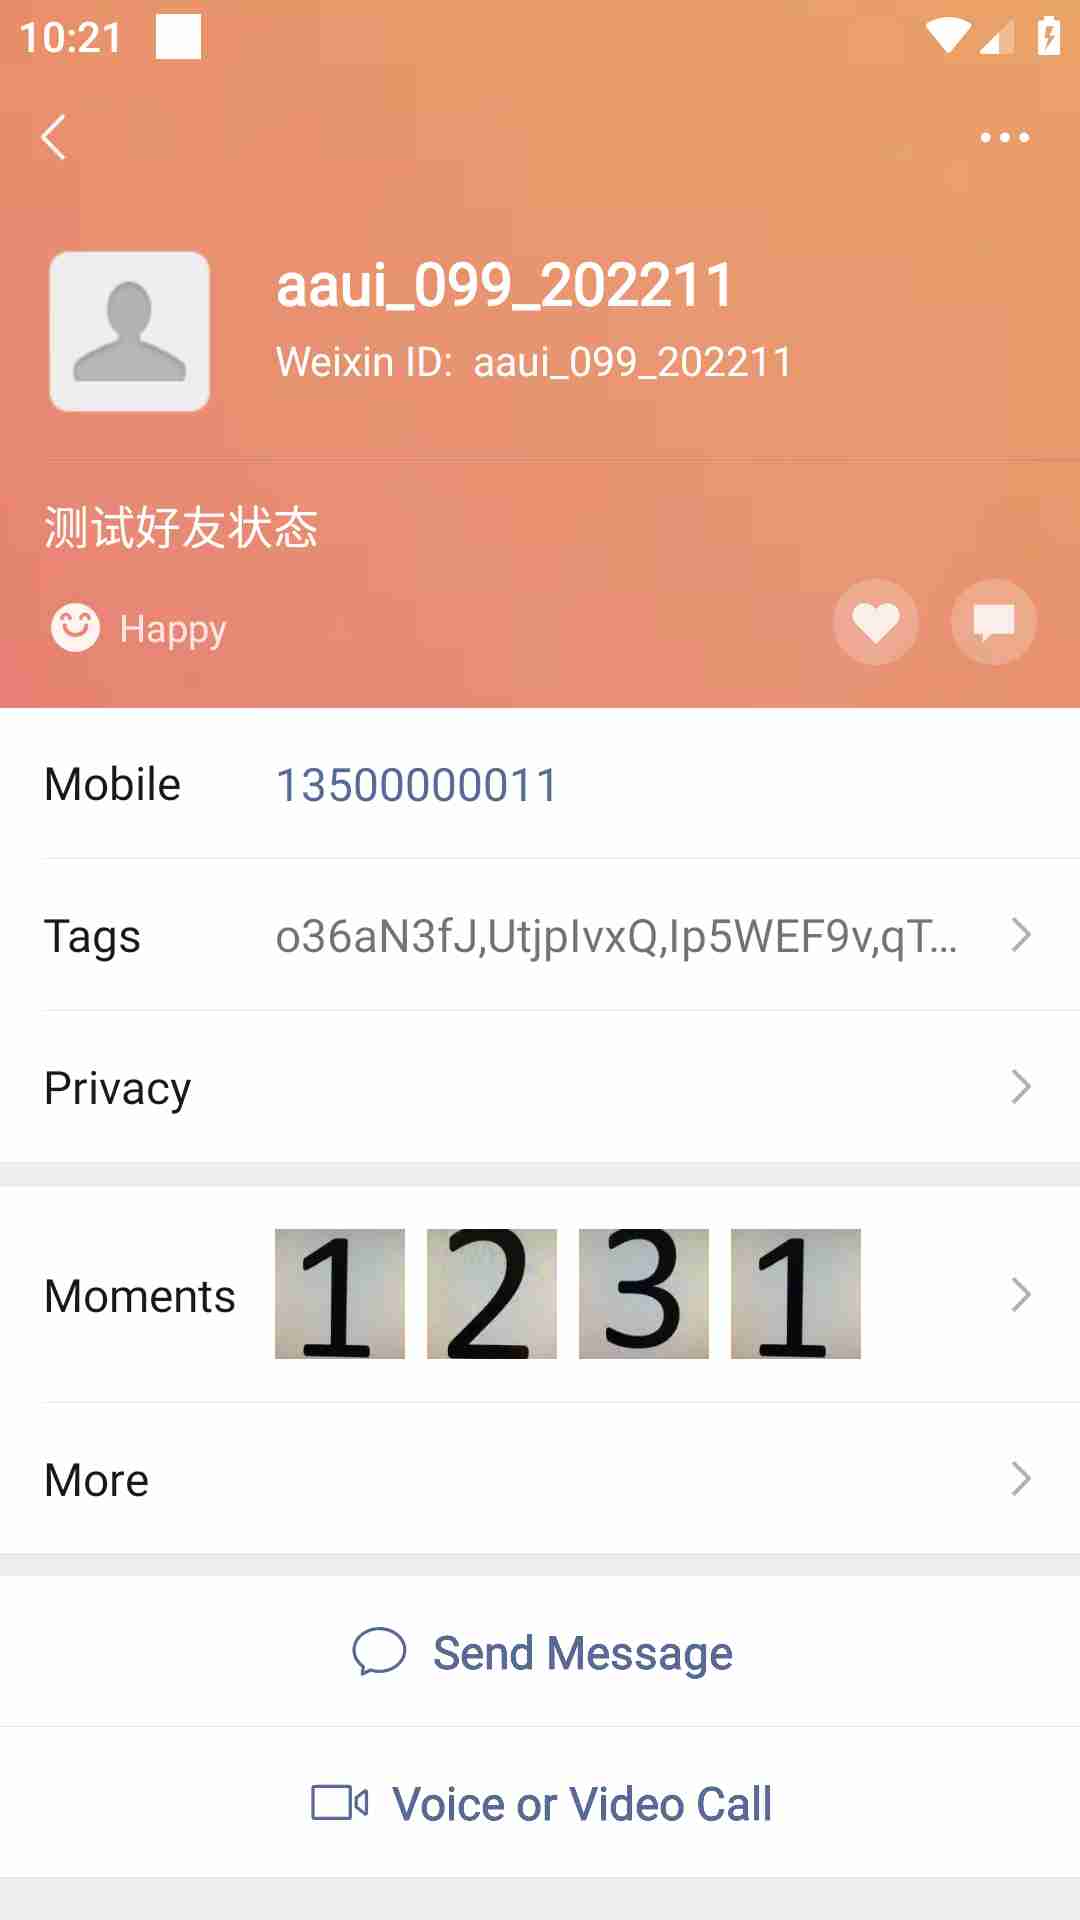 10:21
aaui_099_202211
Weixin ID: aaui_099_202211
测试好友状态
Happy
Mobile 13500000011
Tags o36aN3fJ,UtjpIvxQ,Ip5WEF9v,qT...
Privacy
Moments 1 2 3 1
More
Send Message
Voice or Video Call